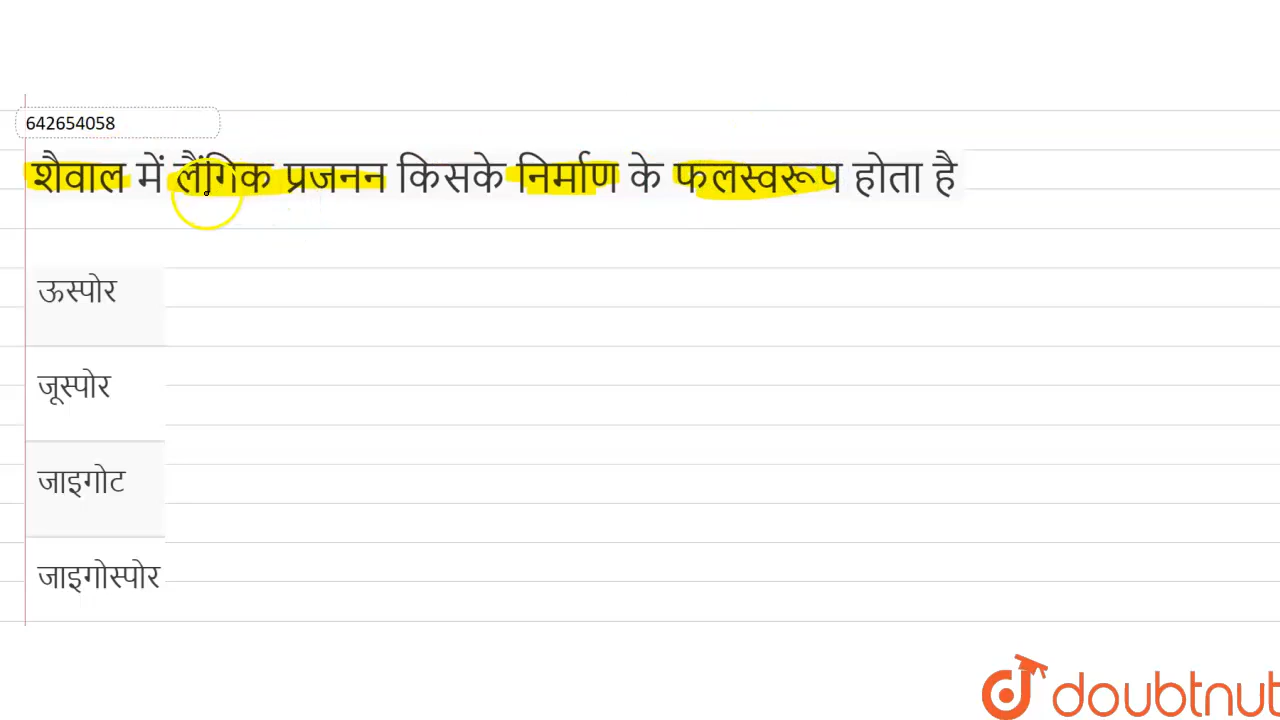 642654058
शैवाल में लैंगिक प्रजनन किसके निर्माण के फलस्वरूप होता है
ऊस्पोर
जूस्पोर
जाइगोट
जाइगोस्पोर
doubtnut